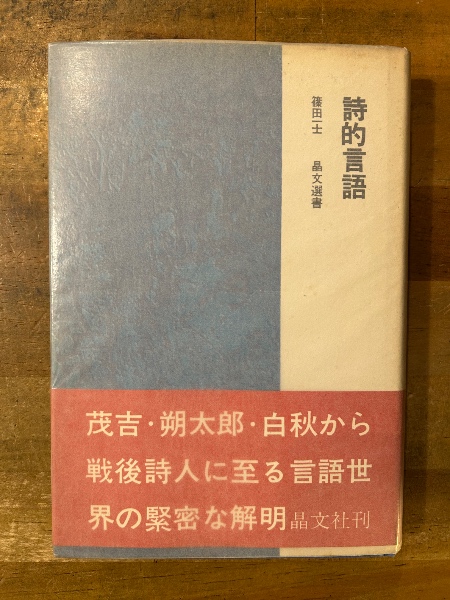 詩的言語
篠田一士 晶文選書
茂吉・朔太郎・白秋から
戦後詩人に至る言語世
界の緊密な解明 晶文社刊